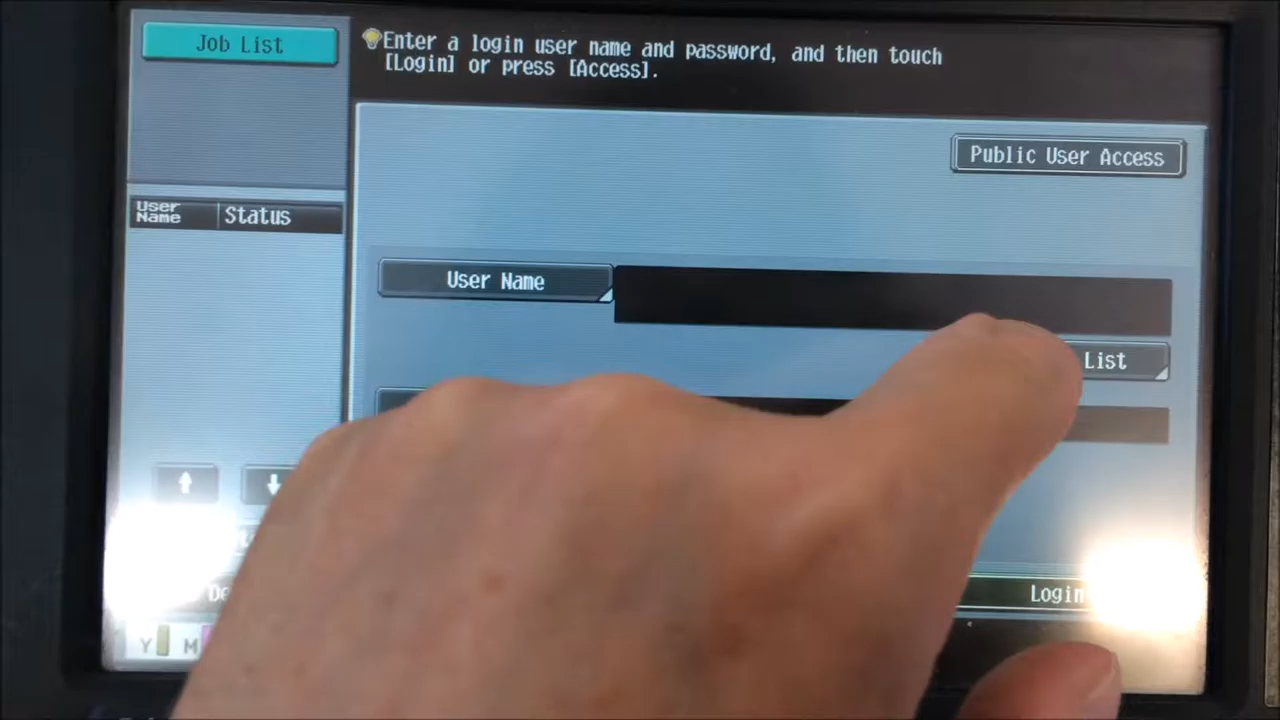 Job List
Enter a login user name and password, and then touch
[Login] or press [Access].
Public User Access
User Name
Status
User Name
List
Login
Y M